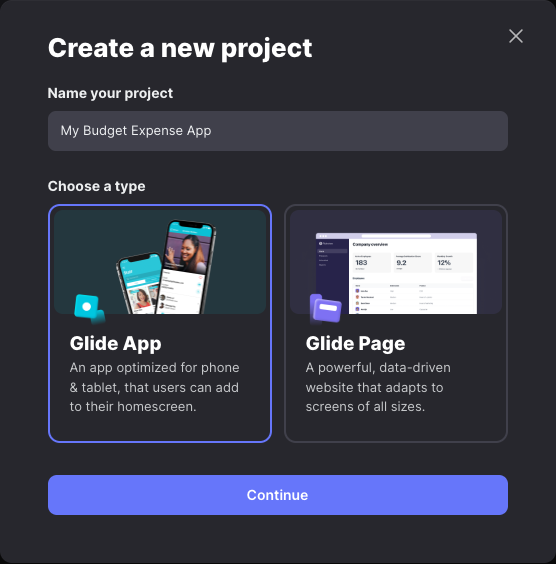 Create a new project
Name your project
My Budget Expense App
Choose a type
Company overview
183
9.2
12%
Glide App
An app optimized for phone
& tablet, that users can add
to their homescreen.
Glide Page
A powerful, data-driven
website that adapts to
screens of all sizes.
Continue